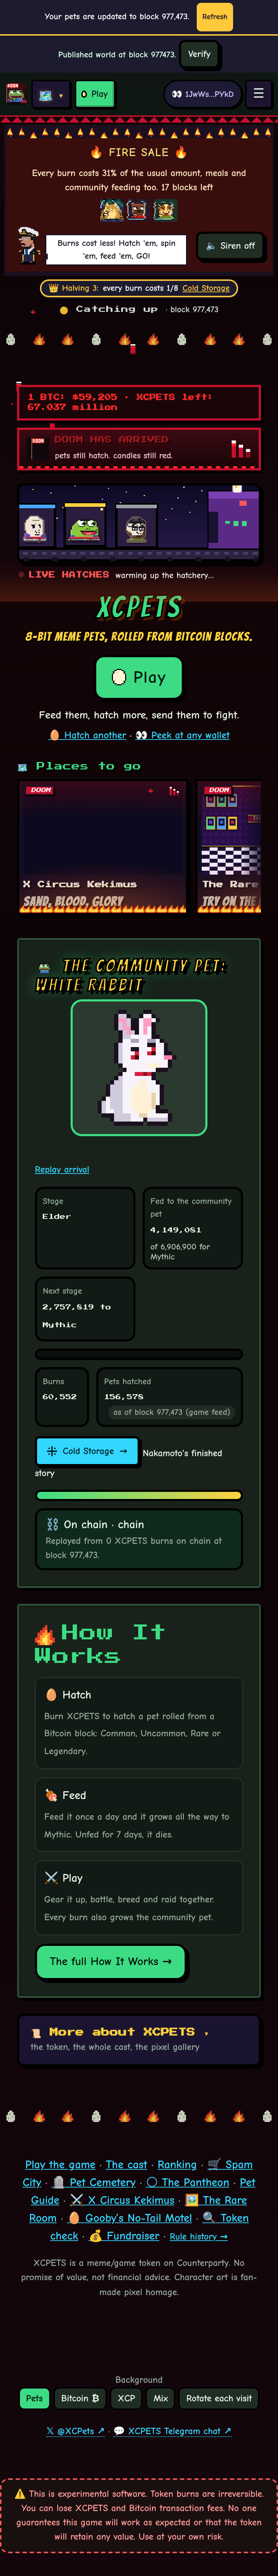 Your pets are updated to block 977,473. Refresh
Published world at block 977473. Verify
Play 1JwWs...PykD
FIRE SALE
Every burn costs 31% of the usual amount, meals and
community feeding too. 17 blocks left
Burns cost less! Hatch 'em, spin
'em, feed 'em, GO!
Siren off
Halving 3: every burn costs 1/8 Cold Storage
Catching up · block 977,473
1 BTC: $59,205 · XCPETS left:
67.037 million
DOOM
DOOM HAS ARRIVED
pets still hatch. candles still red.
LIVE HATCHES warming up the hatchery...
XCPETS
8-BIT MEME PETS, ROLLED FROM BITCOIN BLOCKS.
Play
Feed them, hatch more, send them to fight.
Hatch another · Peek at any wallet
Places to go
DOOM
X Circus Kekimus
SAND, BLOOD, GLORY
DOOM
The Rare
TRY ON THE
THE COMMUNITY PET:
WHITE RABBIT
Replay arrival
Stage
Elder
Fed to the community
pet
4,149,081
of 6,906,900 for
Mythic
Next stage
2,757,819 to
Mythic
Burns
60,552
Pets hatched
156,578
as of block 977,473 (game feed)
Cold Storage → Nakamoto's finished
story
On chain · chain
Replayed from 0 XCPETS burns on chain at
block 977,473.
How It
Works
Hatch
Burn XCPETS to hatch a pet rolled from a
Bitcoin block: Common, Uncommon, Rare or
Legendary.
Feed
Feed it once a day and it grows all the way to
Mythic. Unfed for 7 days, it dies.
Play
Gear it up, battle, breed and raid together.
Every burn also grows the community pet.
The full How It Works →
More about XCPETS
the token, the whole cast, the pixel gallery
Play the game · The cast · Ranking · Spam
City · Pet Cemetery · The Pantheon · Pet
Guide · X Circus Kekimus · The Rare
Room · Gooby's No-Tail Motel · Token
check · Fundraiser · Rule history →
XCPETS is a meme/game token on Counterparty. No
promise of value, not financial advice. Character art is fan-
made pixel homage.
Background
Pets Bitcoin ₿ XCP Mix Rotate each visit
𝕏 @XCPets ↗ · XCPETS Telegram chat ↗
This is experimental software. Token burns are irreversible.
You can lose XCPETS and Bitcoin transaction fees. No one
guarantees this game will work as expected or that the token
will retain any value. Use at your own risk.